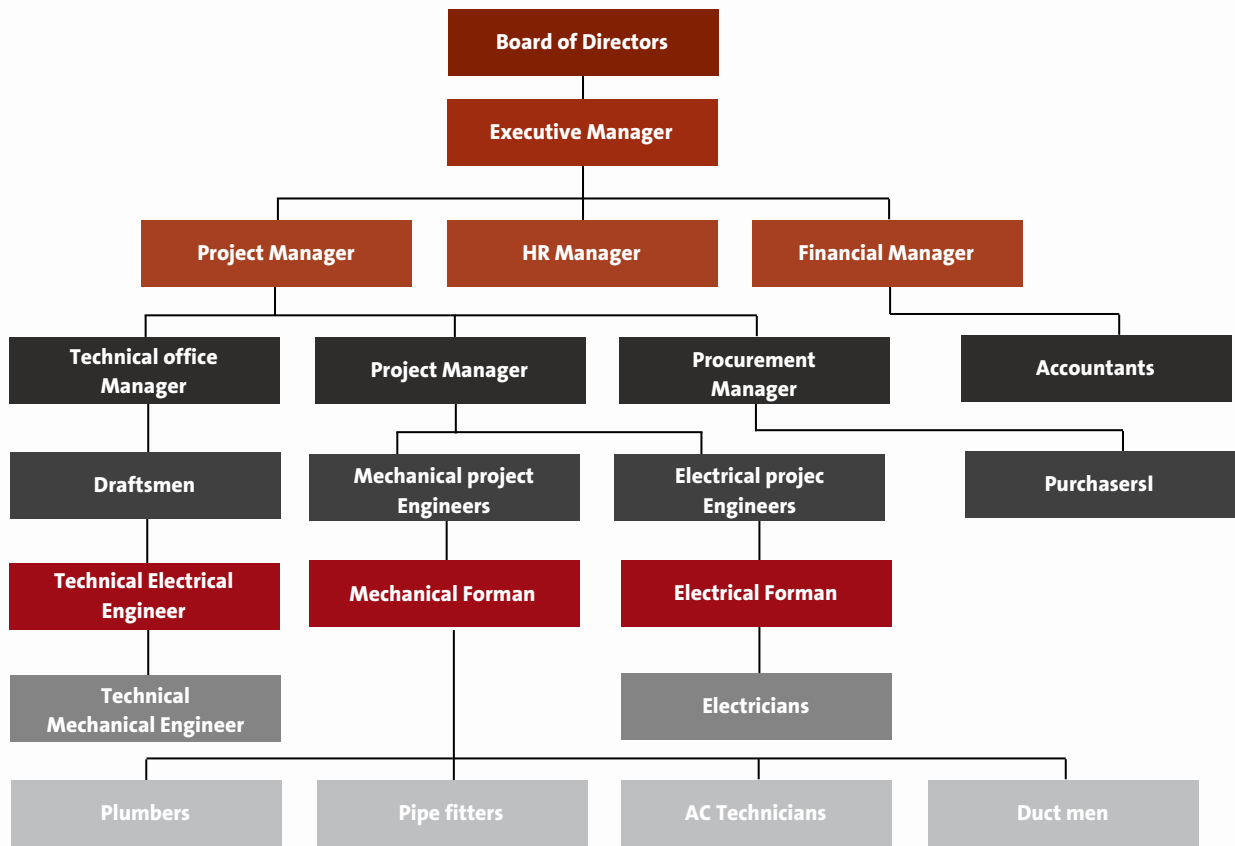 Board of Directors
Executive Manager
Project Manager
HR Manager
Financial Manager
Technical office
Manager
Project Manager
Procurement
Manager
Accountants
Draftsmen
Mechanical project
Engineers
Electrical projec
Engineers
PurchasersI
Technical Electrical
Engineer
Mechanical Forman
Electrical Forman
Technical
Mechanical Engineer
Electricians
Plumbers
Pipe fitters
AC Technicians
Duct men